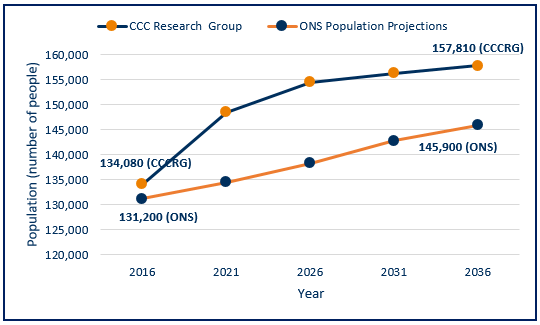 CCC Research Group
ONS Population Projections
Population (number of people)
160,000
155,000
150,000
145,000
140,000
135,000
130,000
125,000
120,000
157,810 (CCCRG)
134,080 (CCCRG)
145,900 (ONS)
131,200 (ONS)
2016 2021 2026 2031 2036
Year